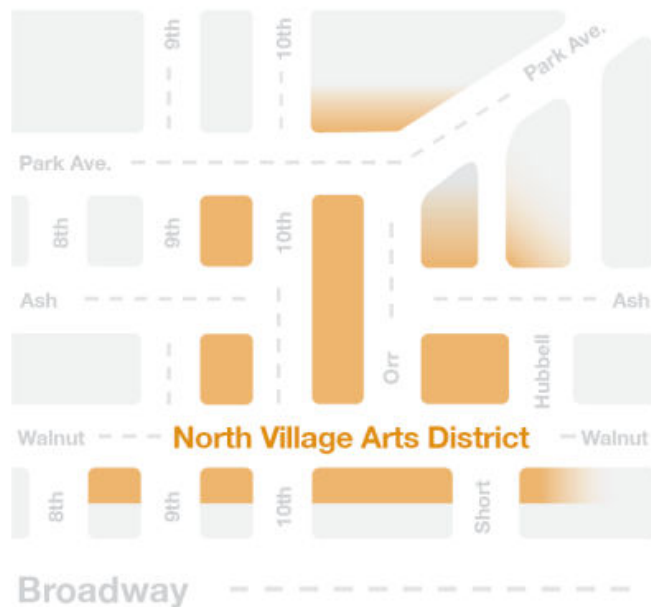 9th
10th
Park Ave.
Park Ave.
8th
9th
10th
Ash
Ash
Orr
Hubbell
Walnut
North Village Arts District
Walnut
8th
9th
10th
Short
Broadway